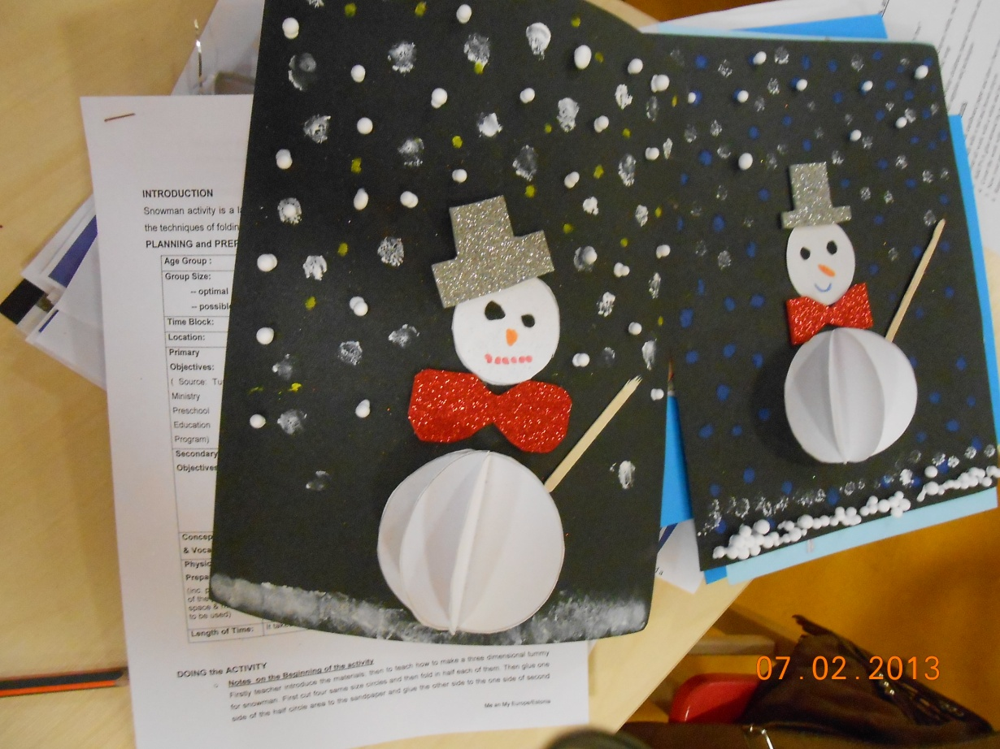 INTRODUCTION
Snowman activity is a
the techniques of foldin
PLANNING and PREP
Age Group :
Group Size:
-- optimal
-- possible
Time Block:
Location:
Primary
Objectives:
( Source: Tu
Ministry
Preschool
Education
Program)
Secondary
Objectives
Concep
& Voca
Physic
Prepa
(inc. p
of the
space &
to be used)
Length of Time:
It take
DOING the ACTIVITY
Notes on the Beginning of the activity
Firstly teacher introduce the materials, then to teach how to make a three dimensional tummy
for snowman. First cut four same size circles and then fold in half each of them. Then glue one
side of the half circle area to the sandpaper and glue the other side to the one side of second
Me an My Europe/Estonia
07.02.2013